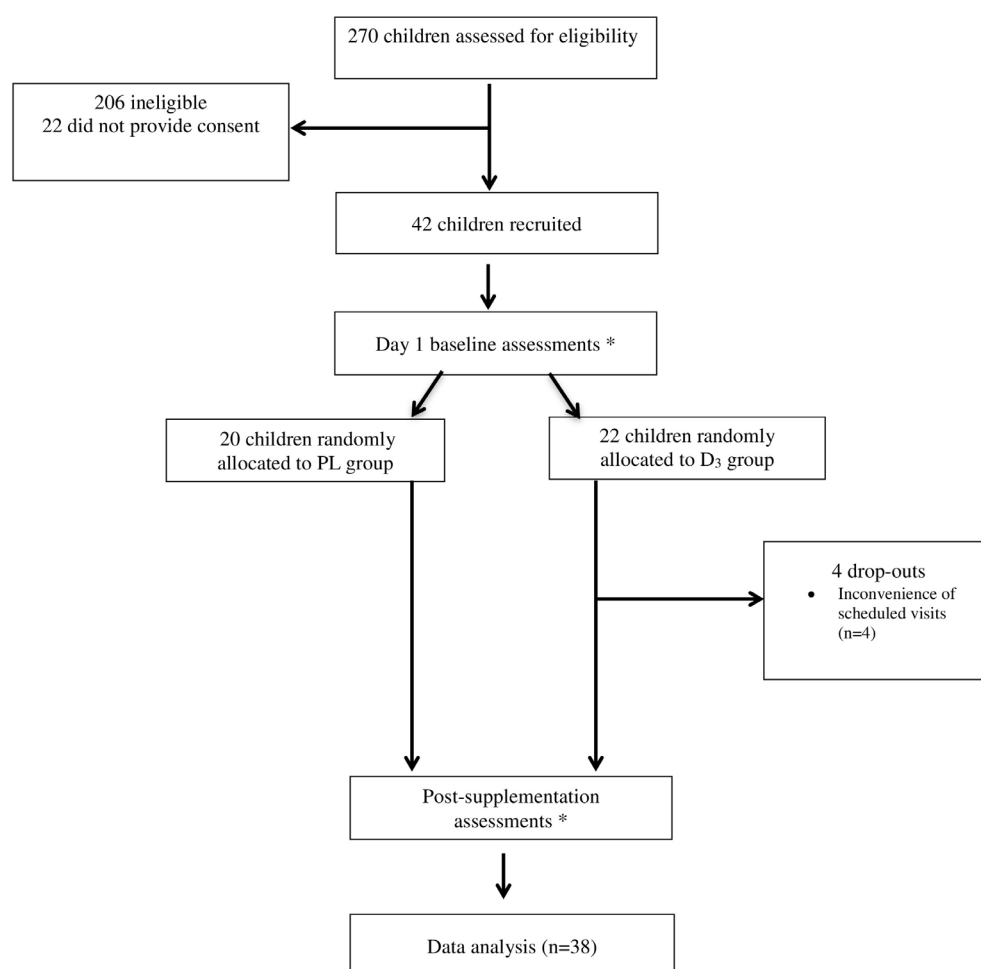 270 children assessed for eligibility
206 ineligible
22 did not provide consent
42 children recruited
Day 1 baseline assessments *
20 children randomly
allocated to PL group
22 children randomly
allocated to D₃ group
4 drop-outs
• Inconvenience of
scheduled visits
(n=4)
Post-supplementation
assessments *
Data analysis (n=38)